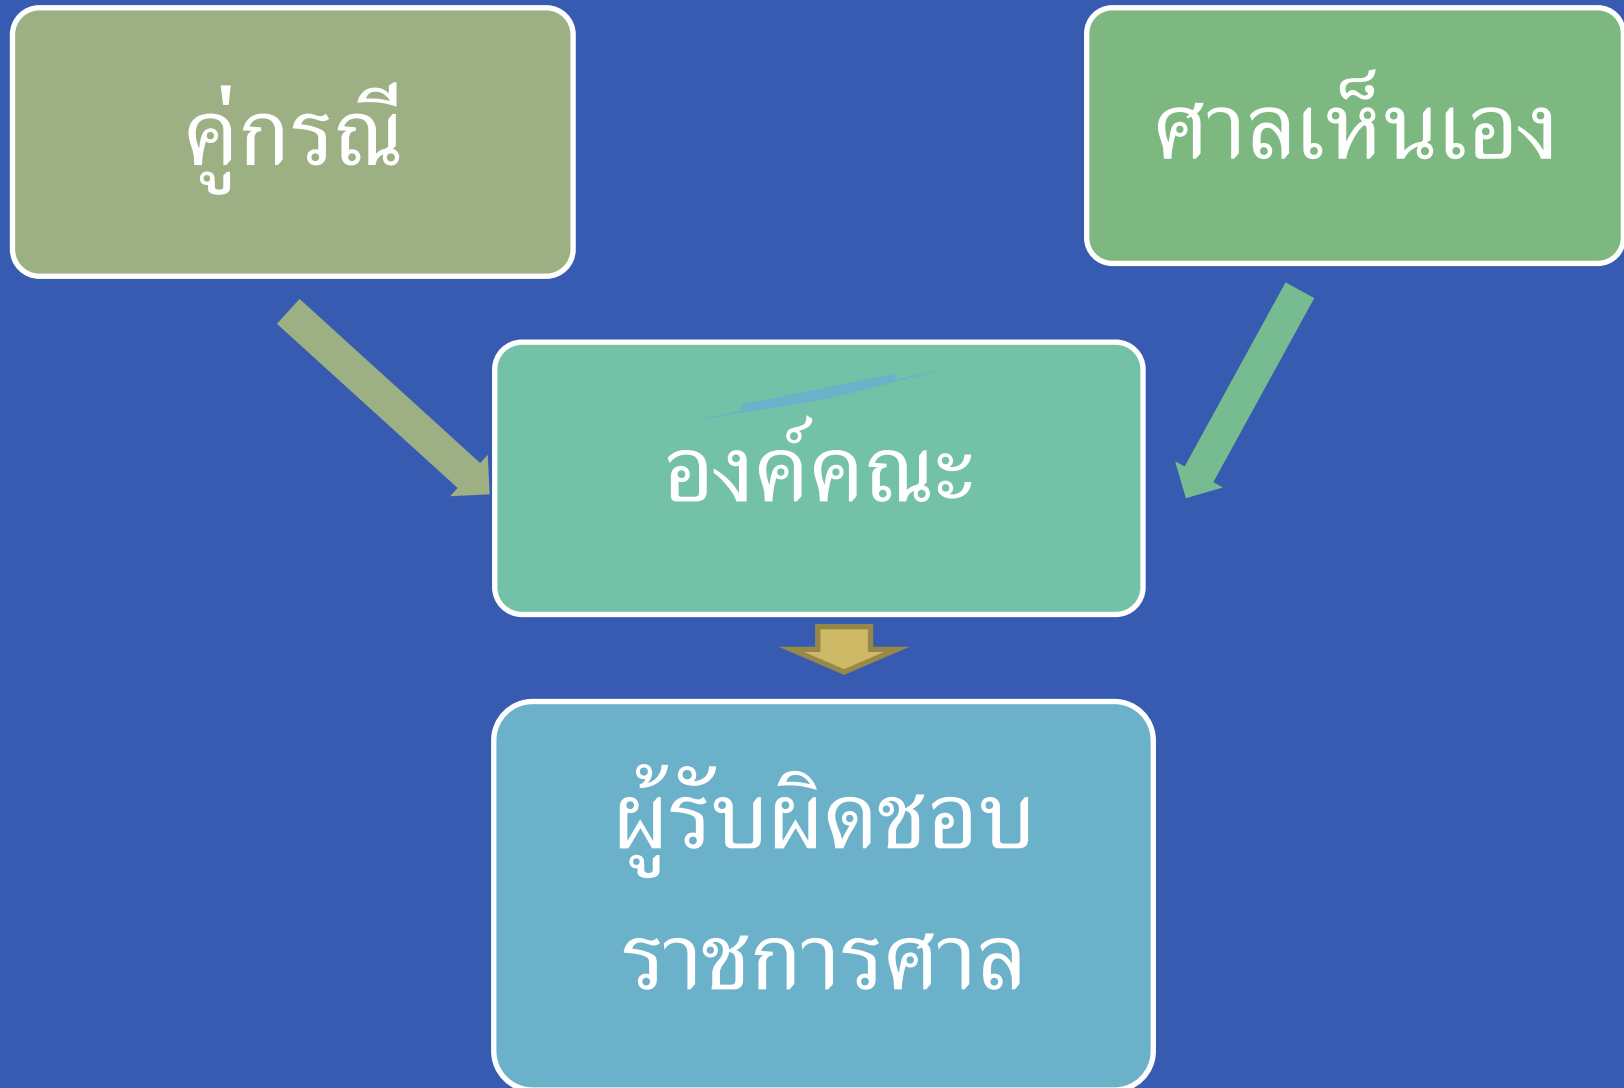 คู่กรณี
ศาลเห็นเอง
องค์คณะ
ผู้รับผิดชอบ
ราชการศาล